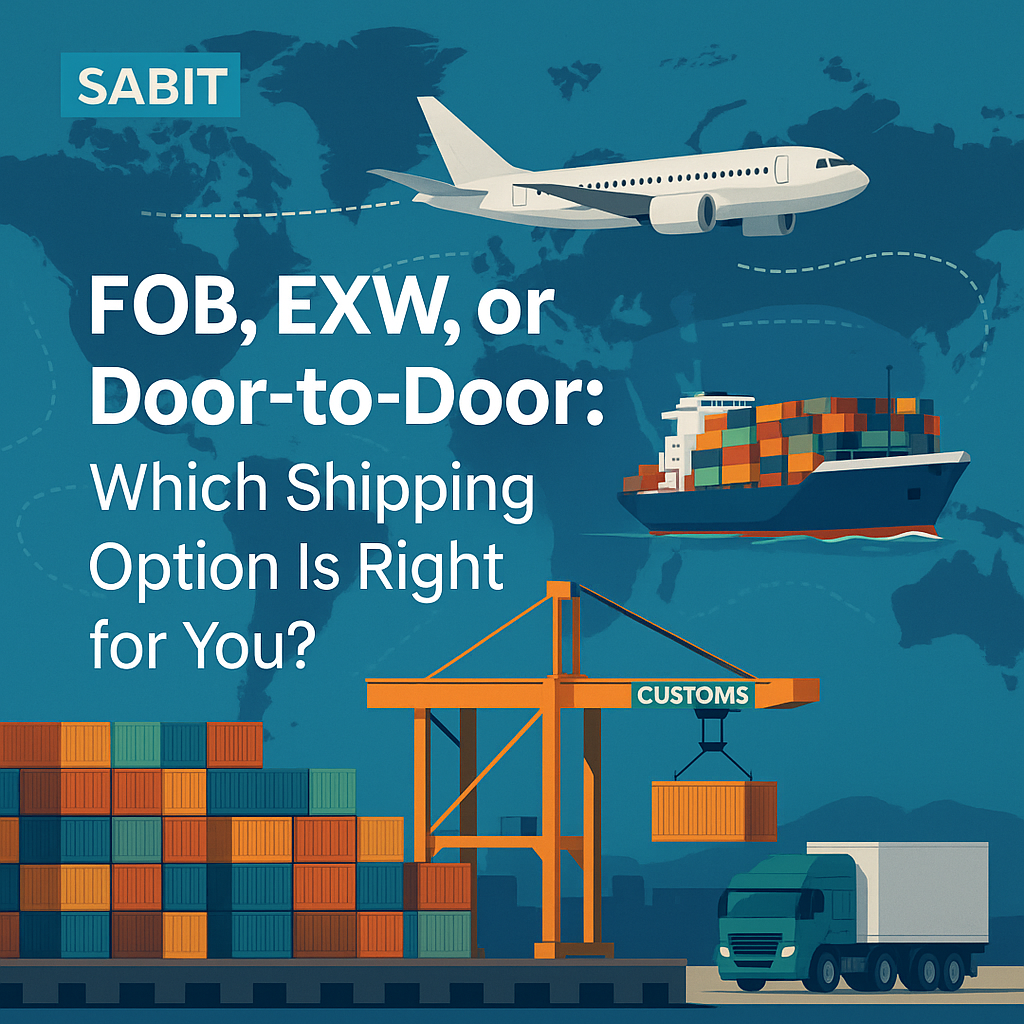 SABIT
FOB, EXW, or
Door-to-Door:
Which Shipping
Option Is Right
for You?
CUSTOMS